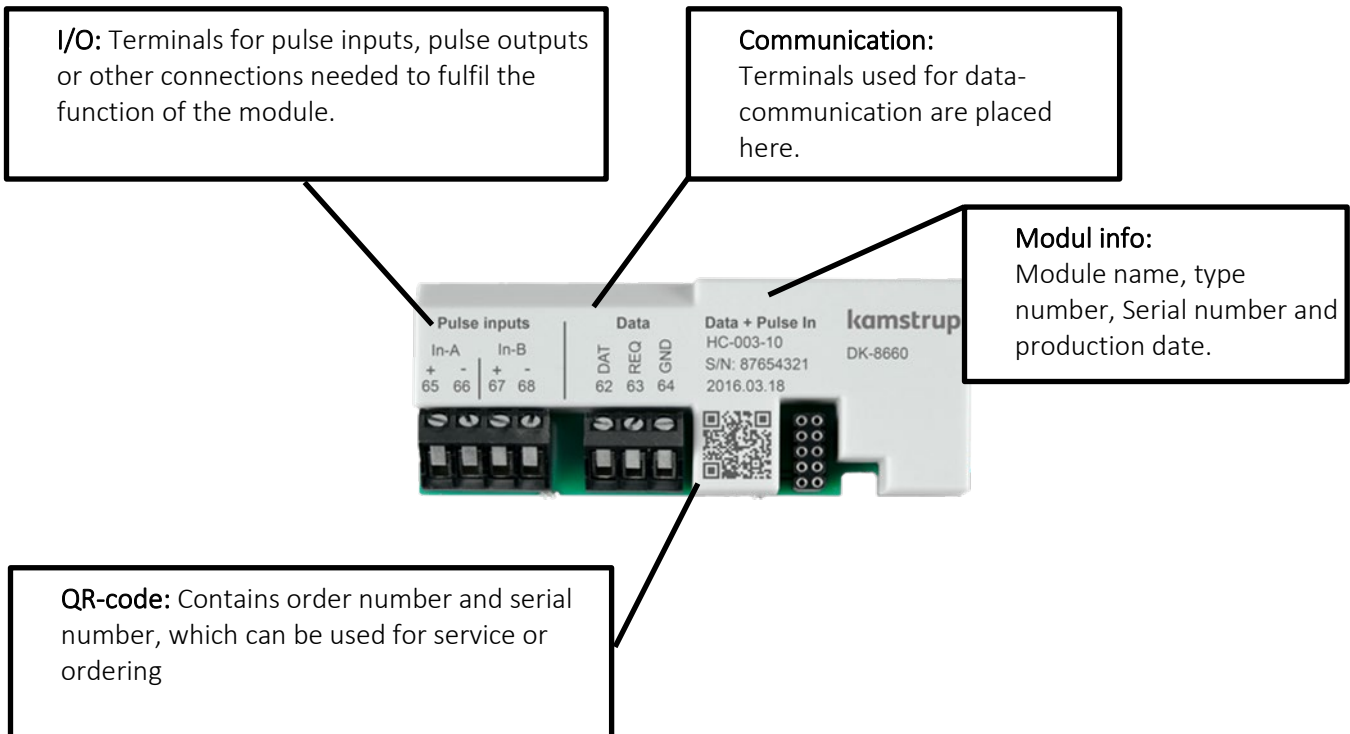 I/O: Terminals for pulse inputs, pulse outputs
or other connections needed to fulfil the
function of the module.
Communication:
Terminals used for data-
communication are placed
here.
Modul info:
Module name, type
number, Serial number and
production date.
Pulse inputs
In-A In-B
+ - + -
65 66 67 68
Data
DAT REQ GND
62 63 64
Data + Pulse In
HC-003-10
S/N: 87654321
2016.03.18
kamstrup
DK-8660
QR-code: Contains order number and serial
number, which can be used for service or
ordering